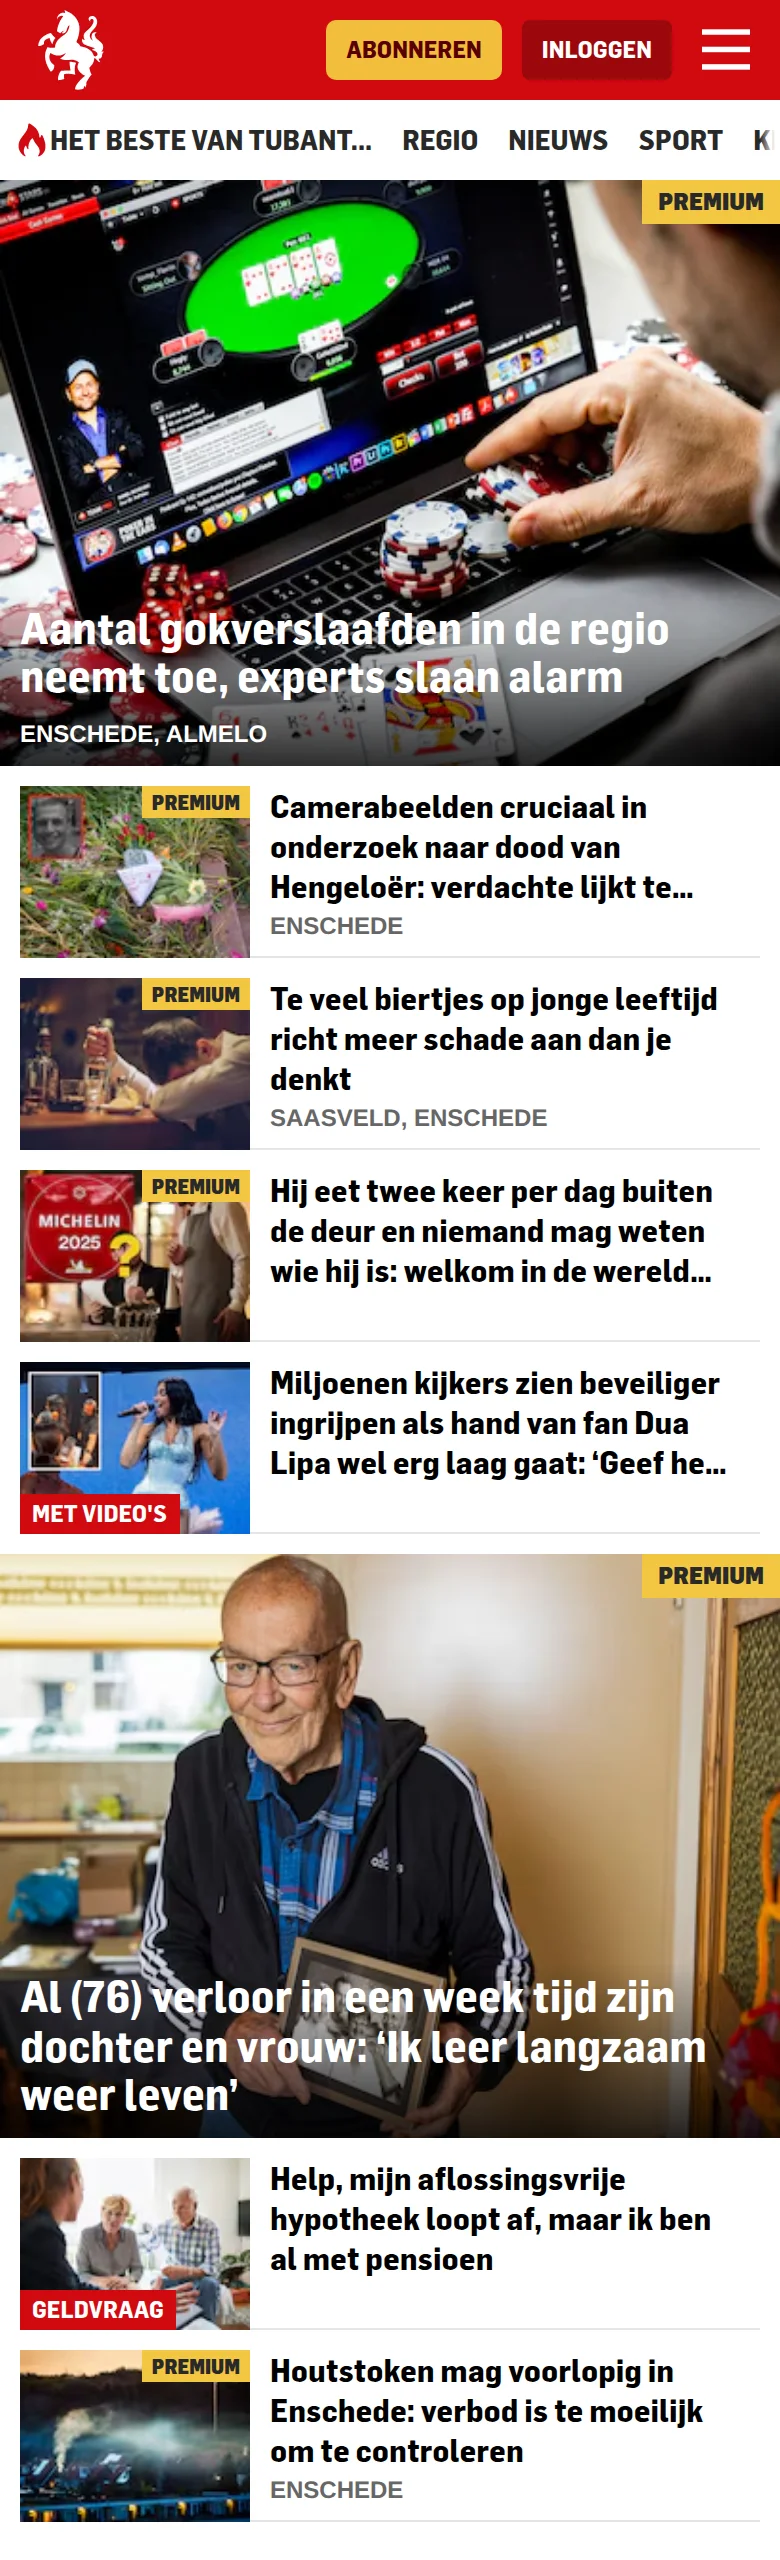 ABONNEREN
INLOGGEN
HET BESTE VAN TUBANT...
REGIO
NIEUWS
SPORT
PREMIUM
Aantal gokverslaafden in de regio
neemt toe, experts slaan alarm
ENSCHEDE, ALMELO
PREMIUM
Camerabeelden cruciaal in
onderzoek naar dood van
Hengeloër: verdachte lijkt te...
ENSCHEDE
PREMIUM
Te veel biertjes op jonge leeftijd
richt meer schade aan dan je
denkt
SAASVELD, ENSCHEDE
PREMIUM
MICHELIN
2025
?
Hij eet twee keer per dag buiten
de deur en niemand mag weten
wie hij is: welkom in de wereld...
MET VIDEO'S
Miljoenen kijkers zien beveiliger
ingrijpen als hand van fan Dua
Lipa wel erg laag gaat: ‘Geef he...
PREMIUM
Al (76) verloor in een week tijd zijn
dochter en vrouw: ‘Ik leer langzaam
weer leven’
GELDVRAAG
Help, mijn aflossingsvrije
hypotheek loopt af, maar ik ben
al met pensioen
PREMIUM
Houtstoken mag voorlopig in
Enschede: verbod is te moeilijk
om te controleren
ENSCHEDE